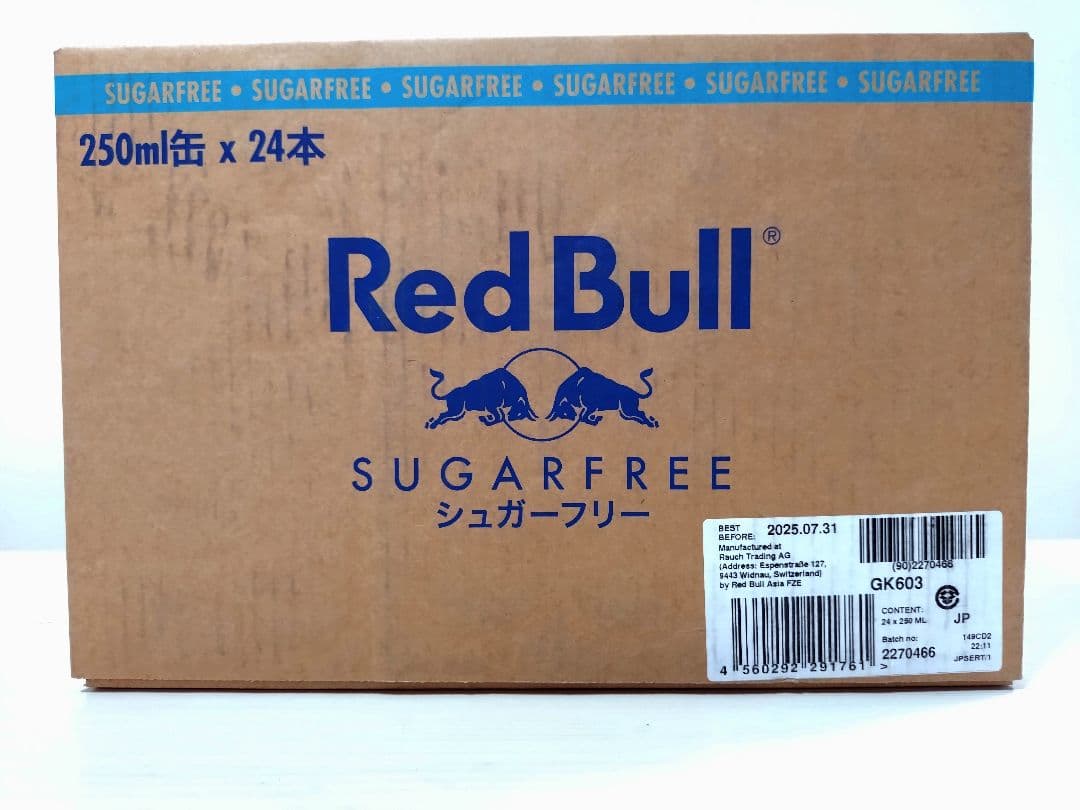 SUGARFREE • SUGARFREE • SUGARFREE • SUGARFREE • SUGARFREE • SUGARFREE
250ml缶 x 24本
Red Bull®
SUGARFREE
シュガーフリー
BEST BEFORE: 2025.07.31
Manufactured at
Rauch Trading AG
(Address: Espenstraße 127,
9443 Widnau, Switzerland)
by Red Bull Asia FZE
(90)2270466
GK603
CONTENT:
24 x 250 ML
JP
Batch no:
2270466
149CD2
22:11
JPSERT/1
4 560292 291761 >